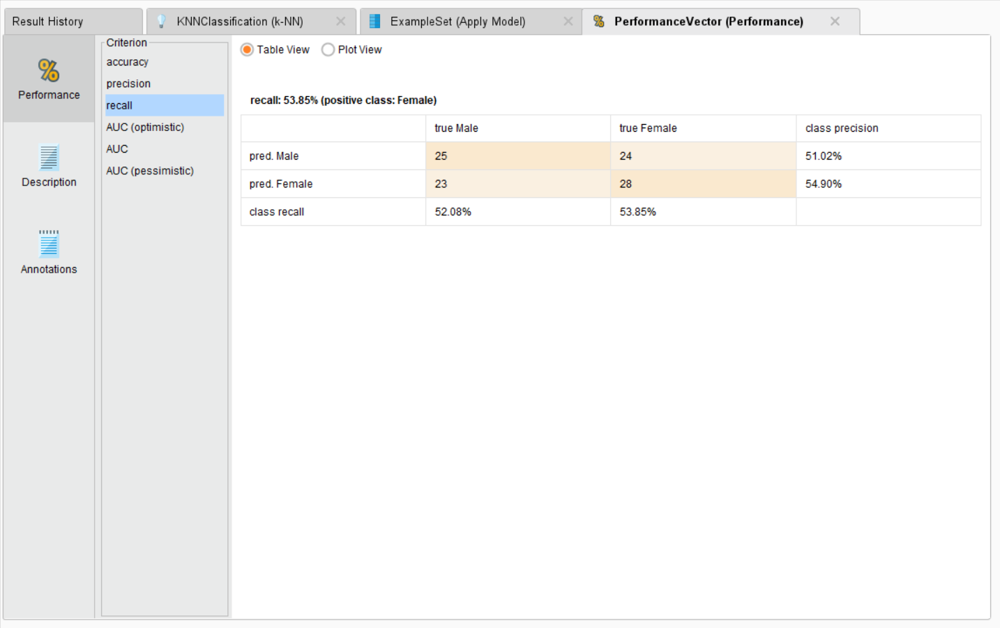 Result History
KNNClassification (k-NN)
ExampleSet (Apply Model)
PerformanceVector (Performance)
Performance
Description
Annotations
Criterion
accuracy
precision
recall
AUC (optimistic)
AUC
AUC (pessimistic)
Table View Plot View
recall: 53.85% (positive class: Female)
true Male true Female class precision
pred. Male 25 24 51.02%
pred. Female 23 28 54.90%
class recall 52.08% 53.85%